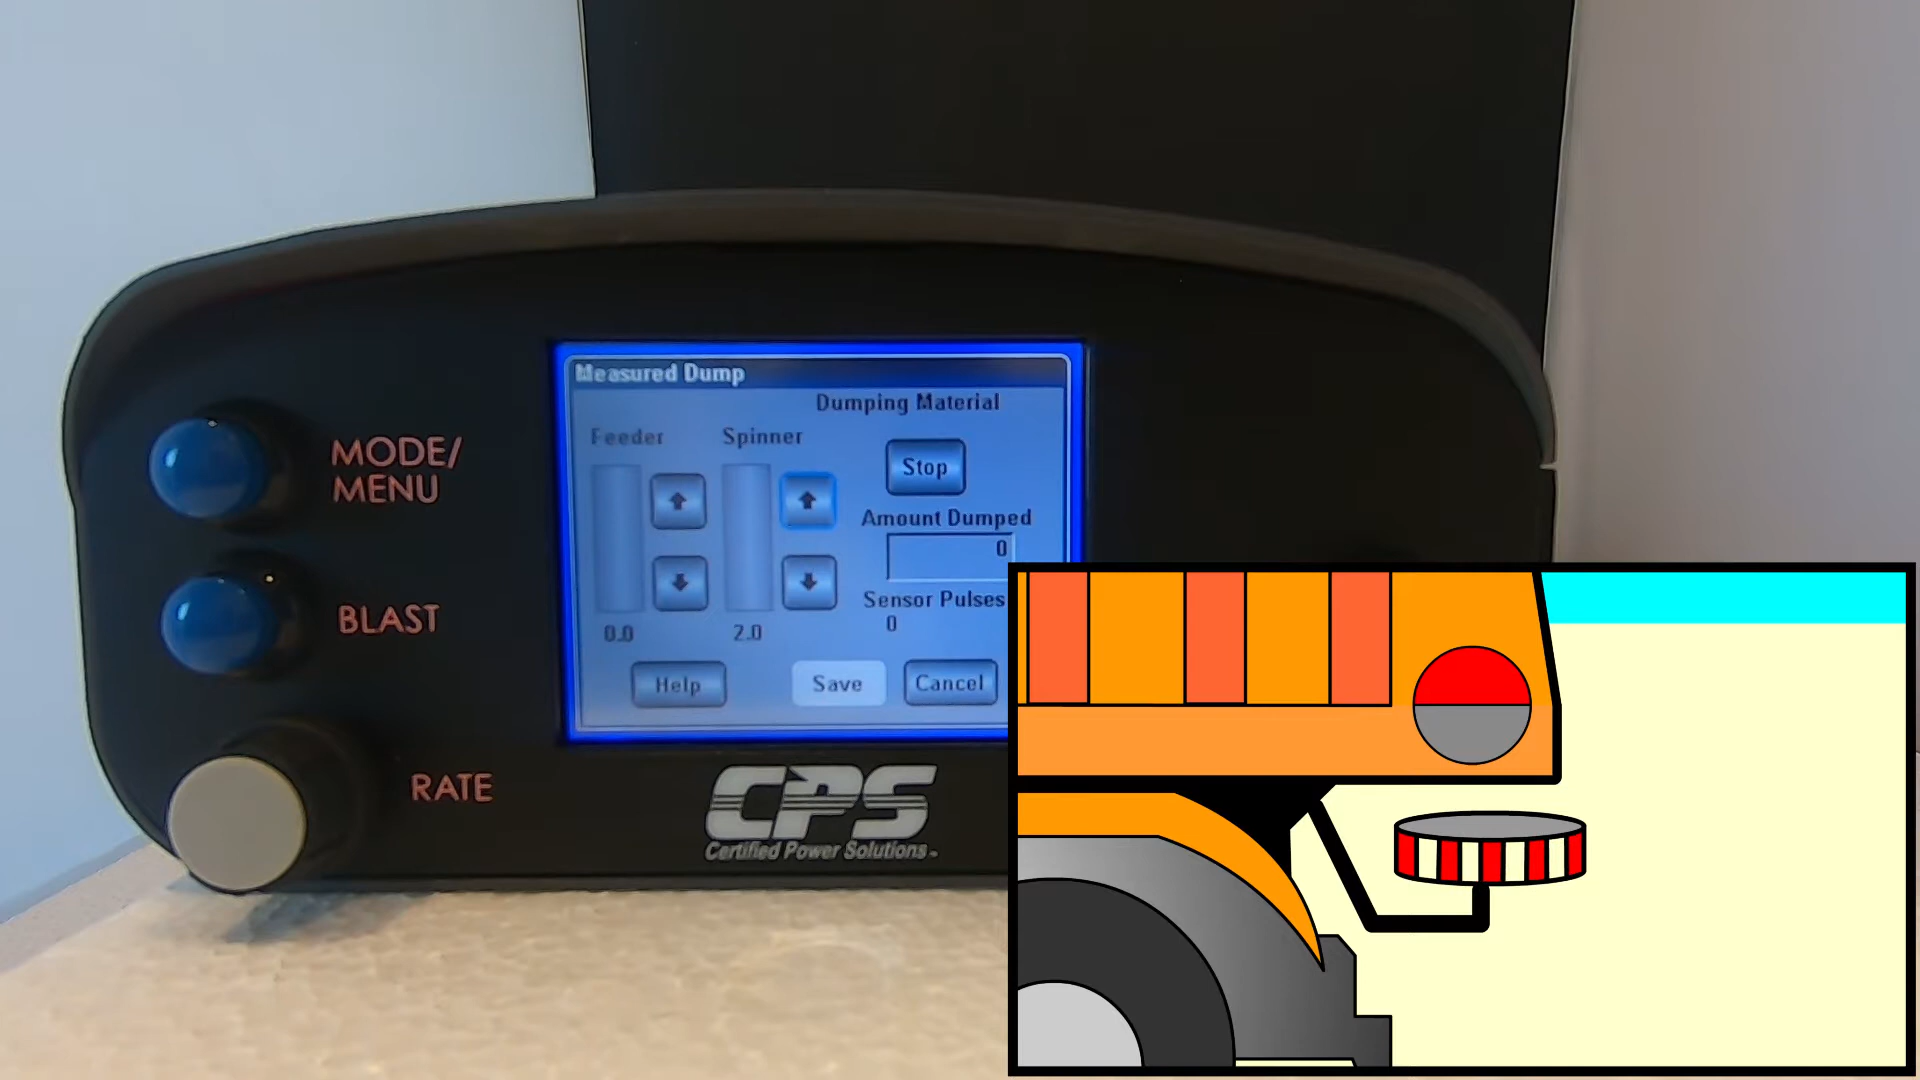 Measured Dump
Dumping Material
Feeder
Spinner
Stop
Amount Dumped
0
Sensor Pulses
0
0.0
2.0
Help
Save
Cancel
MODE/
MENU
BLAST
RATE
CPS
Certified Power Solutions